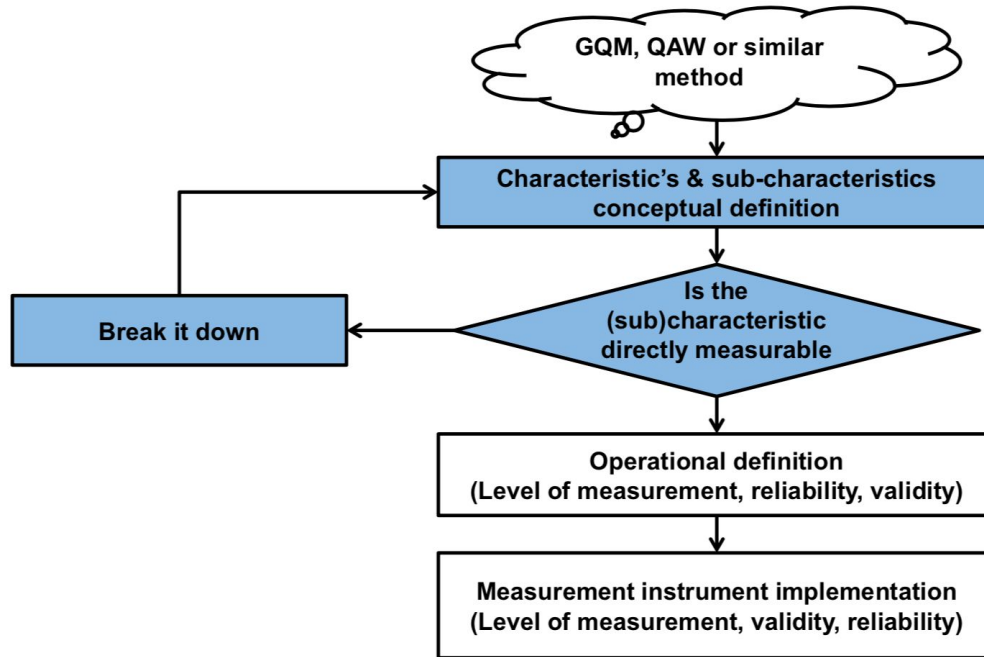 GQM, QAW or similar
method
Characteristic's & sub-characteristics
conceptual definition
Is the
(sub)characteristic
directly measurable
Break it down
Operational definition
(Level of measurement, reliability, validity)
Measurement instrument implementation
(Level of measurement, validity, reliability)